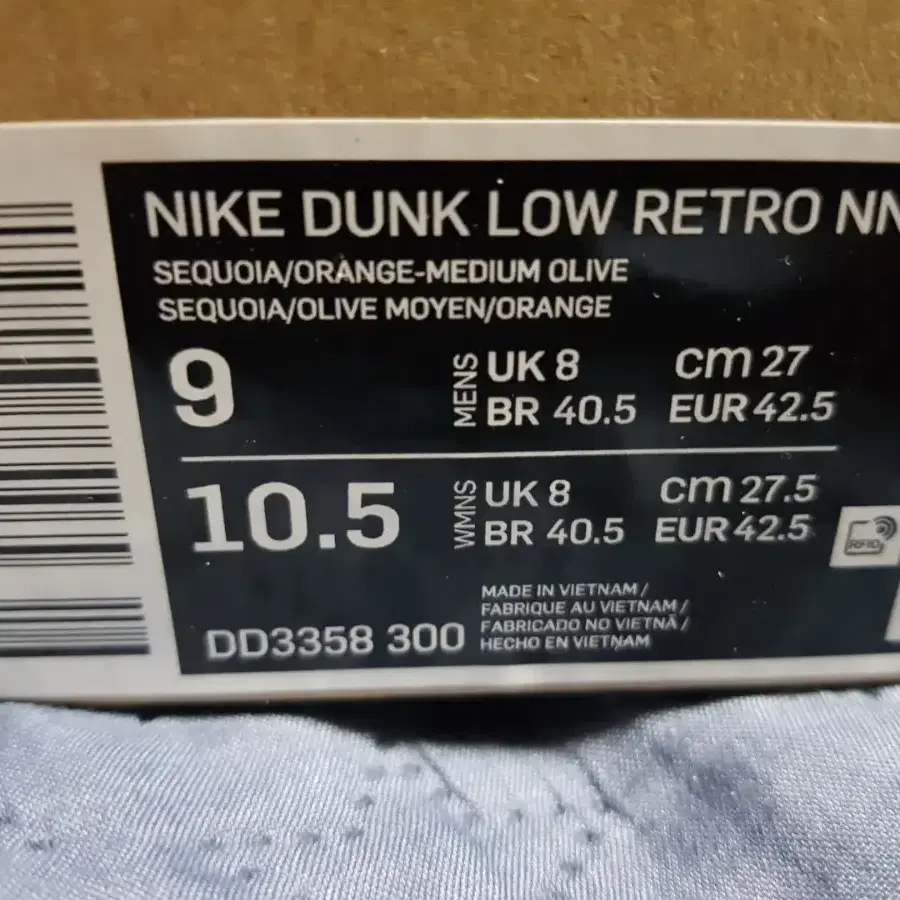 NIKE DUNK LOW RETRO NN
SEQUOIA/ORANGE-MEDIUM OLIVE
SEQUOIA/OLIVE MOYEN/ORANGE
9 MENS UK 8 cm 27
BR 40.5 EUR 42.5
10.5 WMNS UK 8 cm 27.5
BR 40.5 EUR 42.5
RFID
MADE IN VIETNAM /
FABRIQUE AU VIETNAM /
FABRICADO NO VIETNÃ /
HECHO EN VIETNAM
DD3358 300